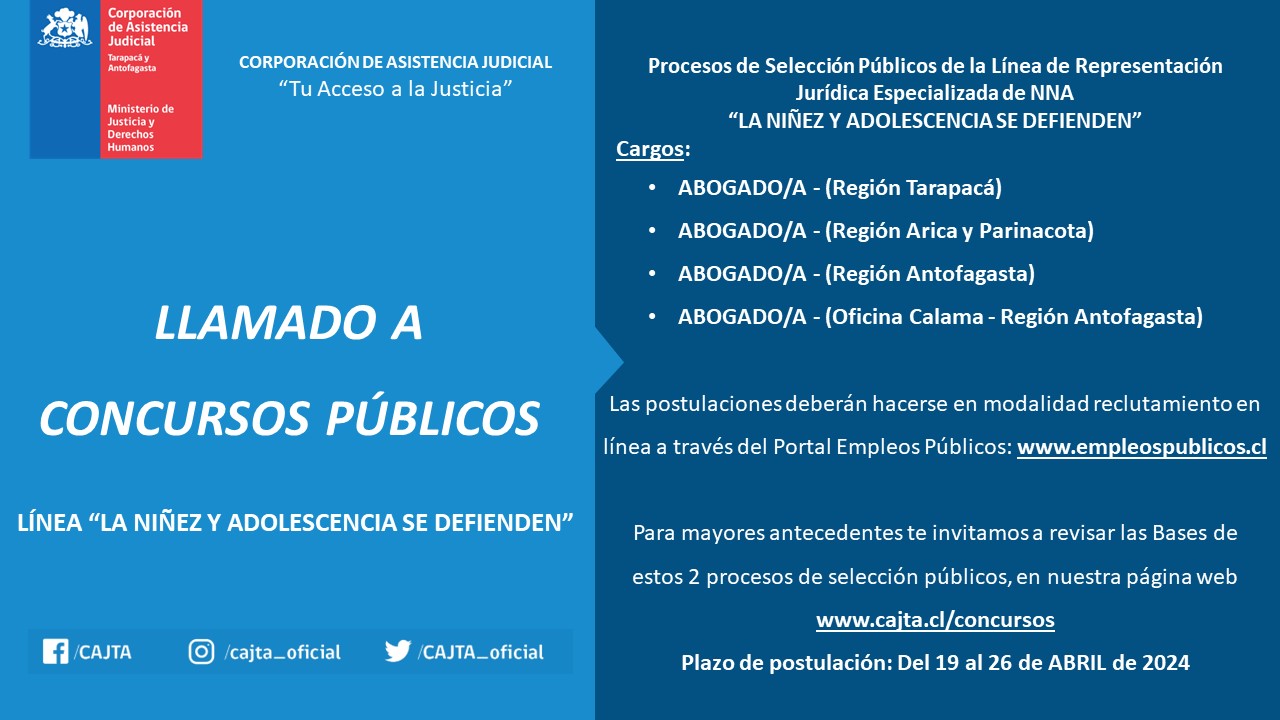 Corporación
de Asistencia
Judicial
Tarapacá y
Antofagasta
Ministerio de
Justicia y
Derechos
Humanos
CORPORACIÓN DE ASISTENCIA JUDICIAL
“Tu Acceso a la Justicia”
LLAMADO A
CONCURSOS PÚBLICOS
LÍNEA “LA NIÑEZ Y ADOLESCENCIA SE DEFIENDEN”
/CAJTA
/cajta_oficial
/CAJTA_oficial
Procesos de Selección Públicos de la Línea de Representación
Jurídica Especializada de NNA
“LA NIÑEZ Y ADOLESCENCIA SE DEFIENDEN”
Cargos:
• ABOGADO/A - (Región Tarapacá)
• ABOGADO/A - (Región Arica y Parinacota)
• ABOGADO/A - (Región Antofagasta)
• ABOGADO/A - (Oficina Calama - Región Antofagasta)
Las postulaciones deberán hacerse en modalidad reclutamiento en
línea a través del Portal Empleos Públicos: www.empleospublicos.cl
Para mayores antecedentes te invitamos a revisar las Bases de
estos 2 procesos de selección públicos, en nuestra página web
www.cajta.cl/concursos
Plazo de postulación: Del 19 al 26 de ABRIL de 2024